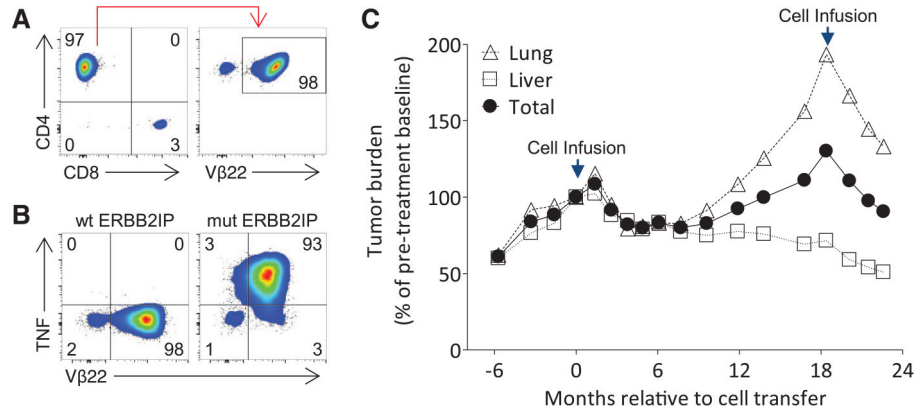 A
97
0
0
3
CD4
CD8
98
Vβ22
B
wt ERBB2IP
mut ERBB2IP
0
0
2
98
3
93
1
3
TNF
Vβ22
C
Cell Infusion
Cell Infusion
Lung
Liver
Total
Tumor burden
(% of pre-treatment baseline)
200
150
100
50
0
-6
0
6
12
18
24
Months relative to cell transfer